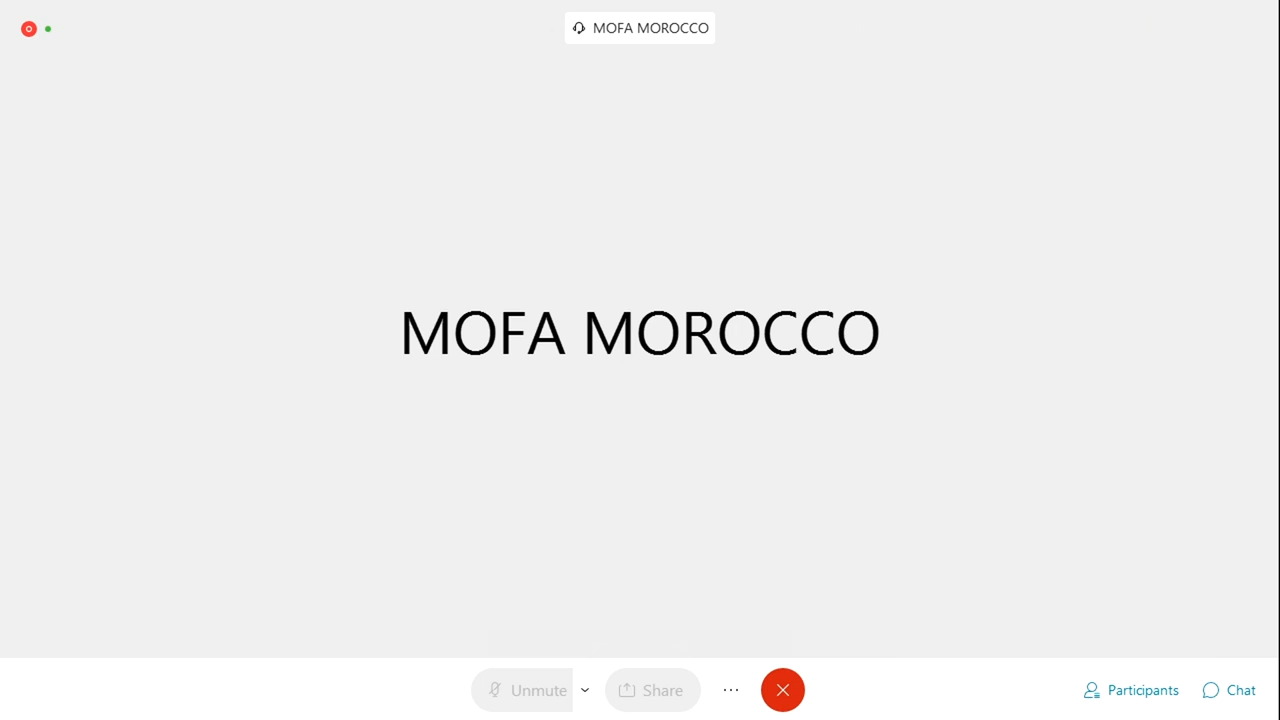 MOFA MOROCCO
MOFA MOROCCO
Unmute
Share
Participants
Chat